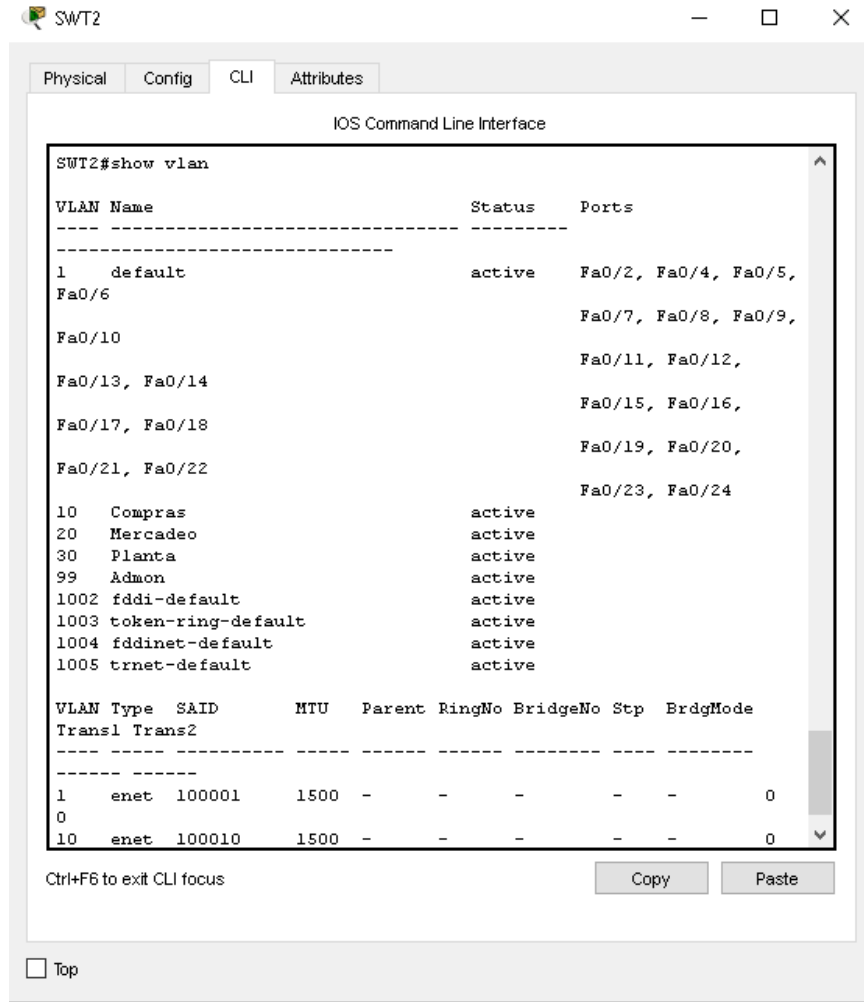 SWT2
Physical Config CLI Attributes
IOS Command Line Interface
SWT2#show vlan
VLAN Name Status Ports
---- -------------------------------- ---------
-------------------------------
1 default active Fa0/2, Fa0/4, Fa0/5,
Fa0/6
Fa0/7, Fa0/8, Fa0/9,
Fa0/10
Fa0/11, Fa0/12,
Fa0/13, Fa0/14
Fa0/15, Fa0/16,
Fa0/17, Fa0/18
Fa0/19, Fa0/20,
Fa0/21, Fa0/22
Fa0/23, Fa0/24
10 Compras active
20 Mercadeo active
30 Planta active
99 Admon active
1002 fddi-default active
1003 token-ring-default active
1004 fddinet-default active
1005 trnet-default active
VLAN Type SAID MTU Parent RingNo BridgeNo Stp BrdgMode
Trans1 Trans2
---- ----- ---------- ----- ------ ------ -------- ---- --------
------ ------
1 enet 100001 1500 - - - - - 0
0
10 enet 100010 1500 - - - - - 0
Ctrl+F6 to exit CLI focus
Copy Paste
Top